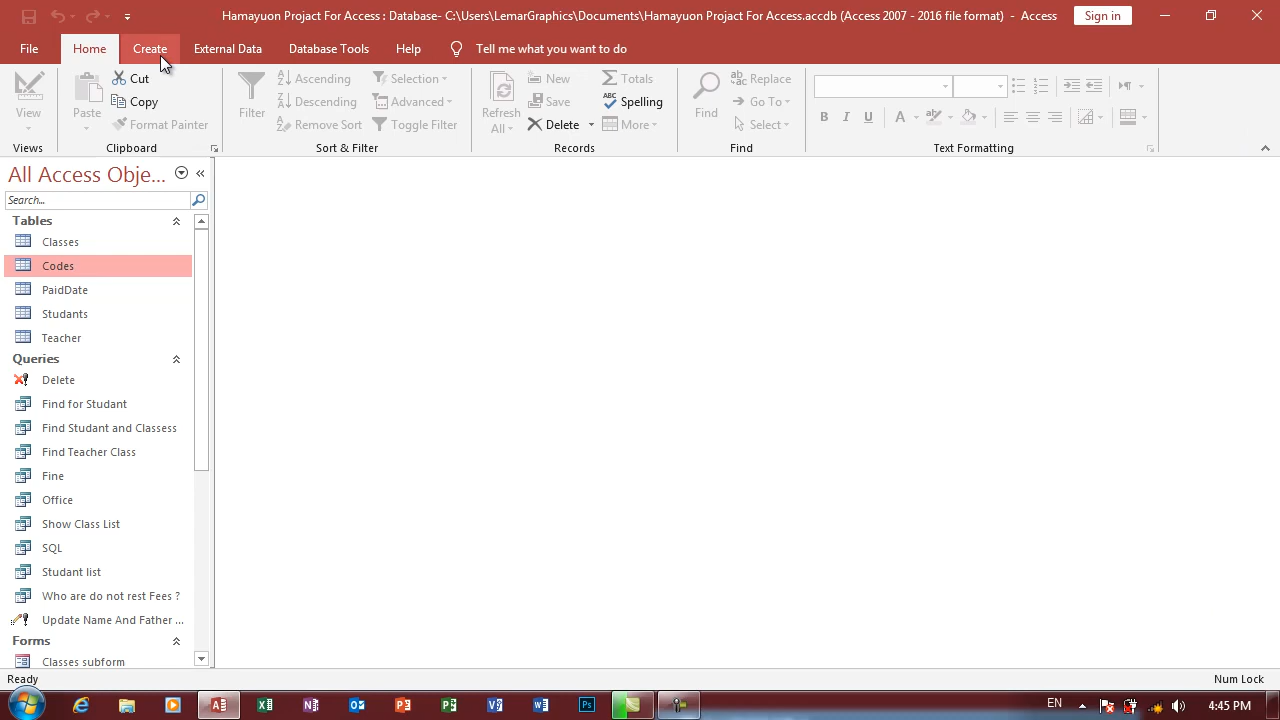 Hamayuon Projact For Access : Database- C:\Users\LemarGraphics\Documents\Hamayuon Projact For Access.accdb (Access 2007 - 2016 file format) - Access
Sign in
File Home Create External Data Database Tools Help Tell me what you want to do
View
Views
Paste
Cut
Copy
Format Painter
Clipboard
Filter
Ascending
Descending
Remove Sort
Selection
Advanced
Toggle Filter
Sort & Filter
Refresh
All
New
Save
Delete
Totals
Spelling
More
Records
Find
Replace
Go To
Select
Find
B I U A
Text Formatting
All Access Obje...
Search...
Tables
Classes
Codes
PaidDate
Students
Teacher
Queries
Delete
Find for Studant
Find Studant and Classess
Find Teacher Class
Fine
Office
Show Class List
SQL
Student list
Who are do not rest Fees ?
Update Name And Father ...
Forms
Classes subform
Ready
Num Lock
EN
4:45 PM